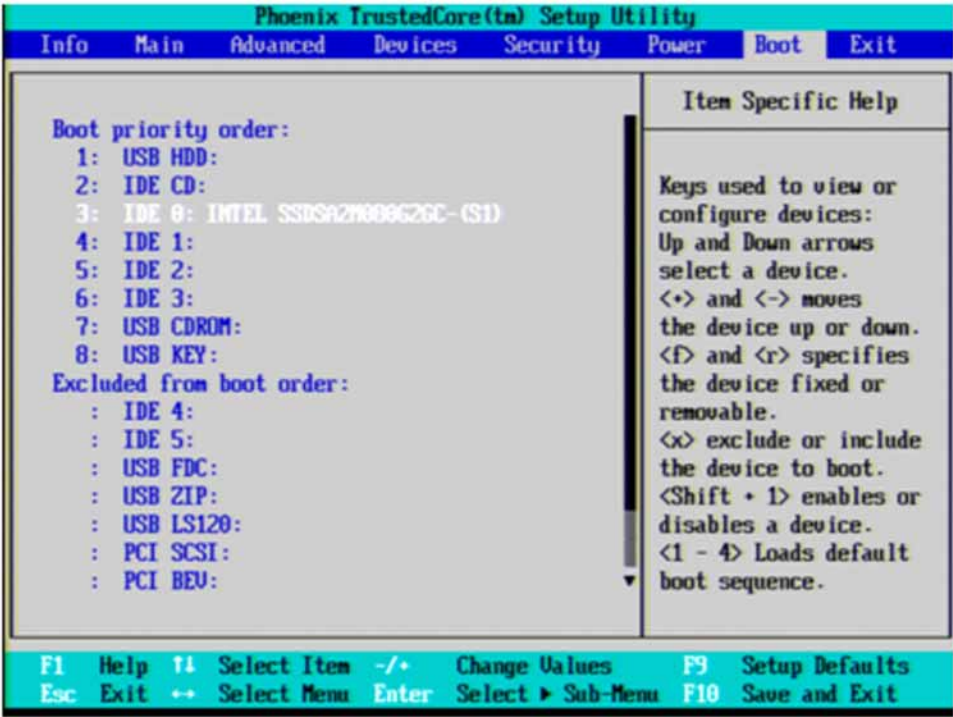 Phoenix TrustedCore(tm) Setup Utility
Info Main Advanced Devices Security Power Boot Exit
Boot priority order:
1: USB HDD:
2: IDE CD:
3: IDE 0: INTEL SSDSA2M080G2GC-(S1)
4: IDE 1:
5: IDE 2:
6: IDE 3:
7: USB CDROM:
8: USB KEY:
Excluded from boot order:
: IDE 4:
: IDE 5:
: USB FDC:
: USB ZIP:
: USB LS120:
: PCI SCSI:
: PCI BEV:
Item Specific Help
Keys used to view or
configure devices:
Up and Down arrows
select a device.
<+> and <-> moves
the device up or down.
<f> and <r> specifies
the device fixed or
removable.
<x> exclude or include
the device to boot.
<Shift + 1> enables or
disables a device.
<1 - 4> Loads default
boot sequence.
F1 Help ↑↓ Select Item -/+ Change Values F9 Setup Defaults
Esc Exit ↔ Select Menu Enter Select ▶ Sub-Menu F10 Save and Exit